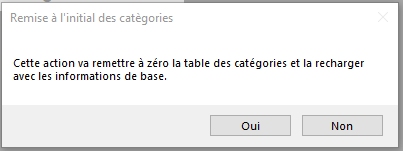 Remise à l'initial des catégories
Cette action va remettre à zéro la table des catégories et la recharger
avec les informations de base.
Oui
Non